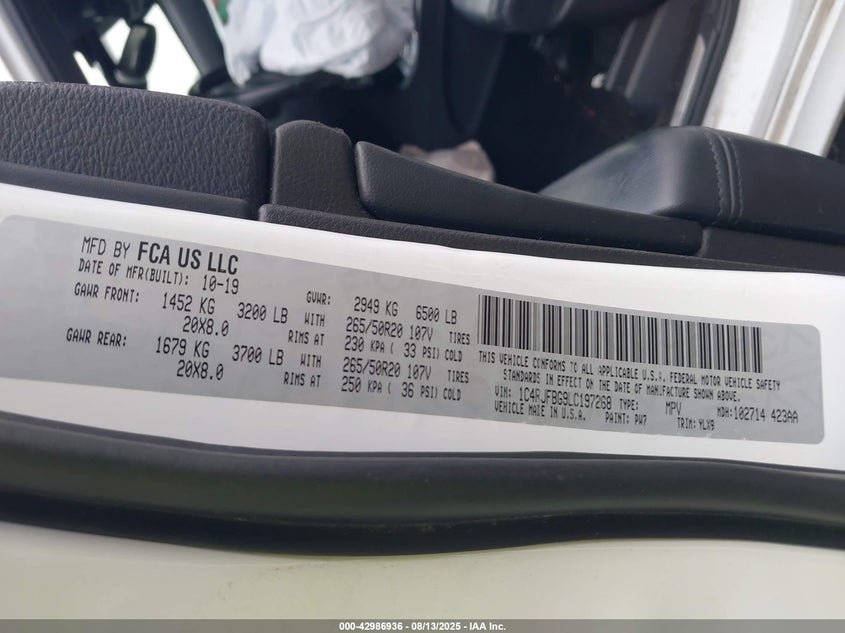 MFD BY FCA US LLC
DATE OF MFR(BUILT): 10-19 GVWR: 2949 KG 6500 LB
GAWR FRONT: 1452 KG 3200 LB WITH 265/50R20 107V TIRES
20X8.0 RIMS AT 230 KPA ( 33 PSI) COLD
GAWR REAR: 1679 KG 3700 LB WITH 265/50R20 107V TIRES
20X8.0 RIMS AT 250 KPA ( 36 PSI) COLD
THIS VEHICLE CONFORMS TO ALL APPLICABLE U.S.A. FEDERAL MOTOR VEHICLE SAFETY
STANDARDS IN EFFECT ON THE DATE OF MANUFACTURE SHOWN ABOVE.
VIN: 1C4RJFBG9LC197268 TYPE: MPV MDH:102714 423AA
VEHICLE MADE IN U.S.A. PAINT: PW7 TRIM: YLX9
000-42986936 - 08/13/2025 - IAA Inc.